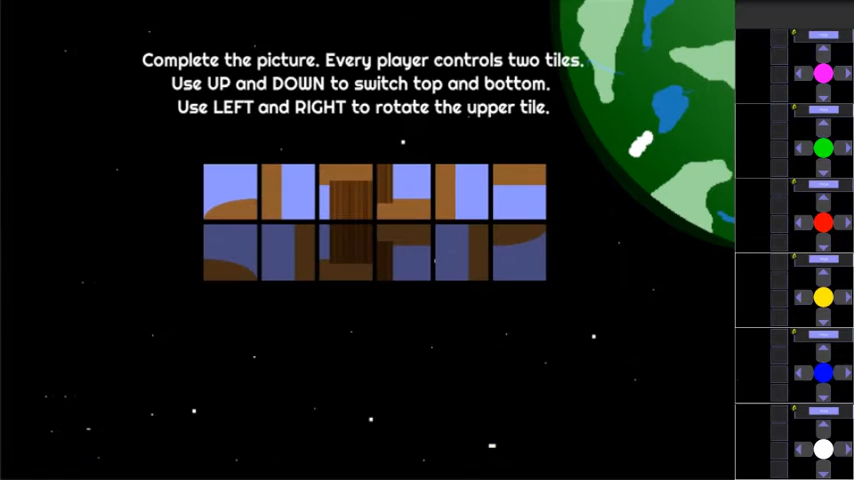 Complete the picture. Every player controls two tiles.
Use UP and DOWN to switch top and bottom.
Use LEFT and RIGHT to rotate the upper tile.